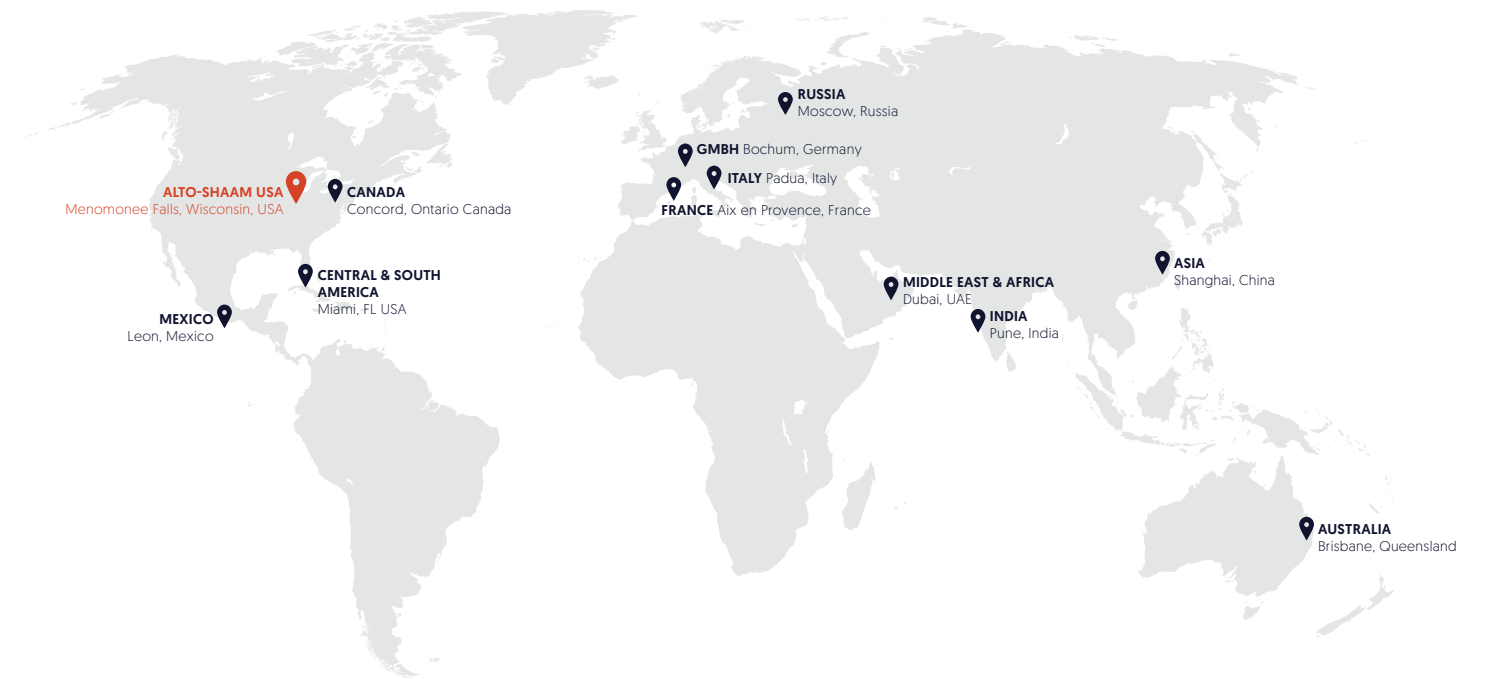 RUSSIA
Moscow, Russia
GMBH Bochum, Germany
ITALY Padua, Italy
ALTO-SHAAM USA
Menomonee Falls, Wisconsin, USA
CANADA
Concord, Ontario Canada
FRANCE Aix en Provence, France
ASIA
Shanghai, China
CENTRAL & SOUTH
AMERICA
Miami, FL USA
MIDDLE EAST & AFRICA
Dubai, UAE
MEXICO
Leon, Mexico
INDIA
Pune, India
AUSTRALIA
Brisbane, Queensland